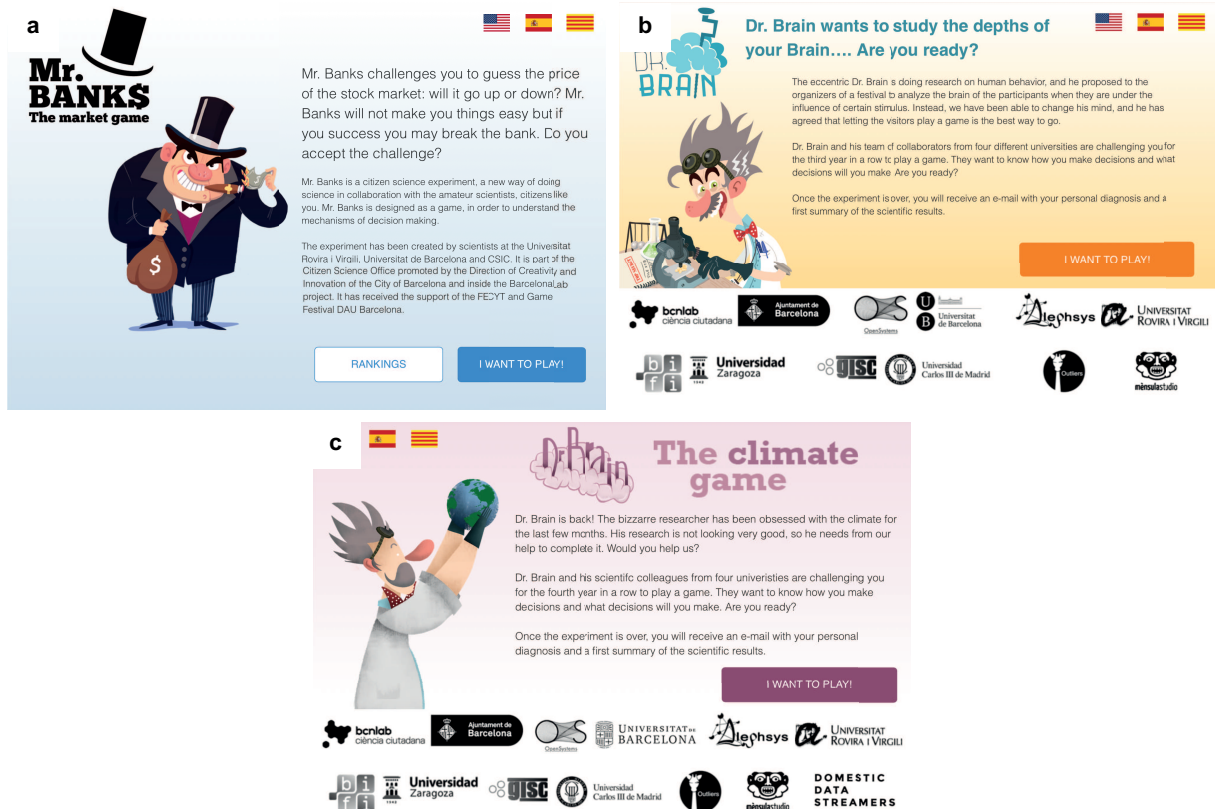 a
Mr.
BANK$
The market game
Mr. Banks challenges you to guess the price
of the stock market: will it go up or down? Mr.
Banks will not make you things easy but if
you success you may break the bank. Do you
accept the challenge?
Mr. Banks is a citizen science experiment, a new way of doing
science in collaboration with the amateur scientists, citizens like
you. Mr. Banks is designed as a game, in order to understand the
mechanisms of decision making.
The experiment has been created by scientists at the Universitat
Rovira i Virgili, Universitat de Barcelona and CSIC. It is part of the
Citizen Science Office promoted by the Direction of Creativity and
Innovation of the City of Barcelona and inside the BarcelonaLab
project. It has received the support of the FECYT and Game
Festival DAU Barcelona.
$
RANKINGS
I WANT TO PLAY!
b
DR.
BRAIN
Dr. Brain wants to study the depths of
your Brain.... Are you ready?
The eccentric Dr. Brain is doing research on human behavior, and he proposed to the
organizers of a festival to analyze the brain of the participants when they are under the
influence of certain stimulus. Instead, we have been able to change his mind, and he has
agreed that letting the visitors play a game is the best way to go.
Dr. Brain and his team of collaborators from four different universities are challenging you for
the third year in a row to play a game. They want to know how you make decisions and what
decisions will you make Are you ready?
Once the experiment is over, you will receive an e-mail with your personal diagnosis and a
first summary of the scientific results.
I WANT TO PLAY!
bcnlab
ciència ciutadana
Ajuntament de
Barcelona
OpenSystems
U
B
Universitat
de Barcelona
Alephsys
UNIVERSITAT
ROVIRA I VIRGILI
bifi
1542
Universidad
Zaragoza
GISC
Universidad
Carlos III de Madrid
Outliers
mènsulastudio
c
Dr. Brain
The climate
game
Dr. Brain is back! The bizarre researcher has been obsessed with the climate for
the last few months. His research is not looking very good, so he needs from our
help to complete it. Would you help us?
Dr. Brain and his scientifc colleagues from four univeristies are challenging you
for the fourth year in a row to play a game. They want to know how you make
decisions and what decisions will you make. Are you ready?
Once the experiment is over, you will receive an e-mail with your personal
diagnosis and a first summary of the scientific results.
I WANT TO PLAY!
bcnlab
ciència ciutadana
Ajuntament de
Barcelona
OpenSystems
UNIVERSITAT DE
BARCELONA
Alephsys
UNIVERSITAT
ROVIRA I VIRGILI
bifi
1542
Universidad
Zaragoza
GISC
Universidad
Carlos III de Madrid
Outliers
mènsulastudio
DOMESTIC
DATA
STREAMERS